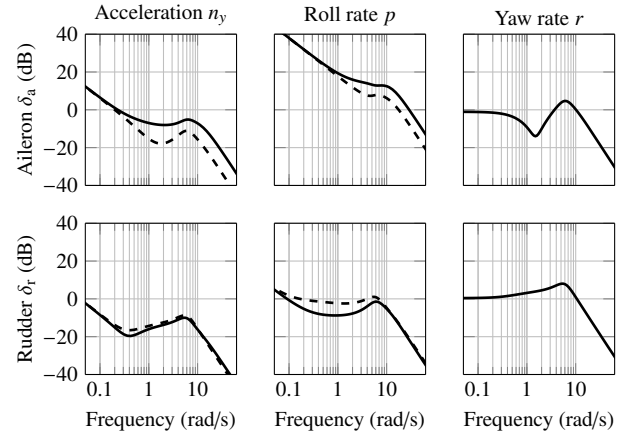 Acceleration n_y Roll rate p Yaw rate r
40
20
0
−20
−40
Aileron δ_a (dB)
40
20
0
−20
−40
Rudder δ_r (dB)
0.1 1 10 0.1 1 10 0.1 1 10
Frequency (rad/s) Frequency (rad/s) Frequency (rad/s)